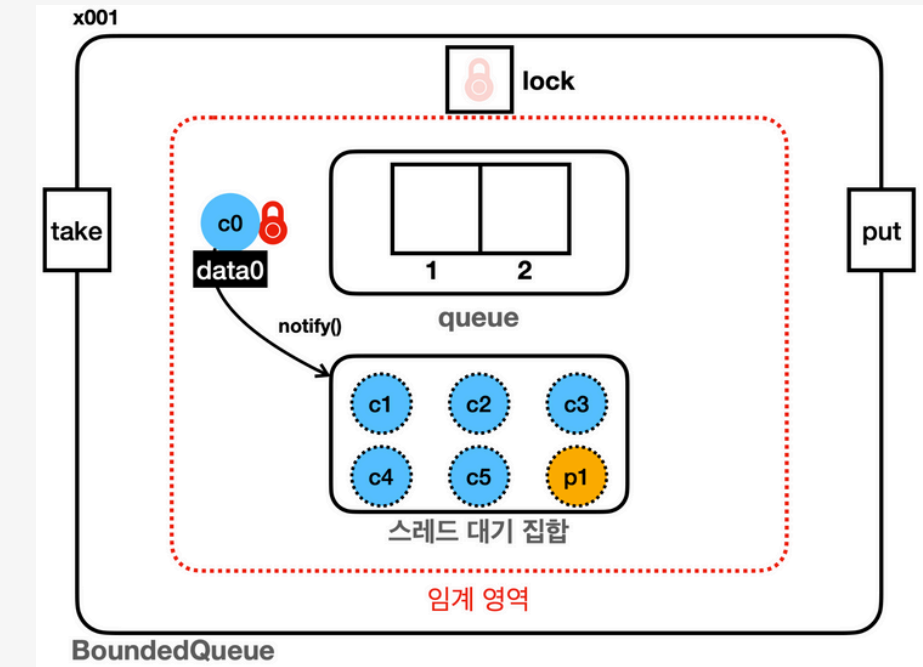 x001
lock
take
c0
data0
put
1 2
queue
notify()
c1 c2 c3
c4 c5 p1
스레드 대기 집합
임계 영역
BoundedQueue